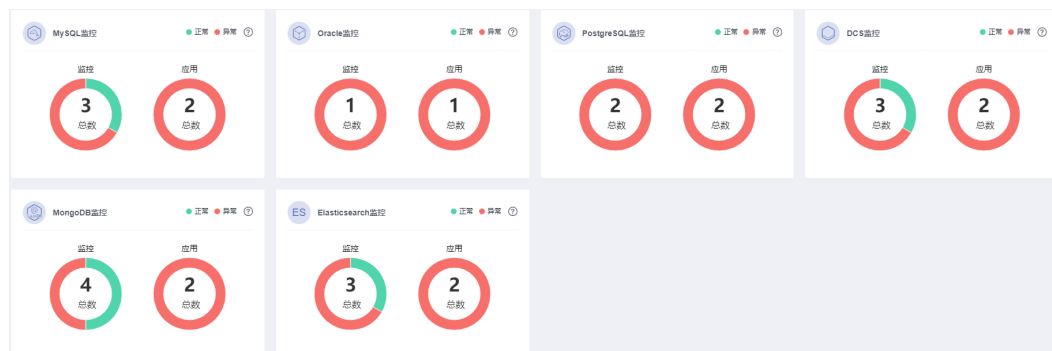 MySQL监控 正常 异常 ?
监控 应用
3 2
总数 总数
Oracle监控 正常 异常 ?
监控 应用
1 1
总数 总数
PostgreSQL监控 正常 异常 ?
监控 应用
2 2
总数 总数
DCS监控 正常 异常 ?
监控 应用
3 2
总数 总数
MongoDB监控 正常 异常 ?
监控 应用
4 2
总数 总数
ES Elasticsearch监控 正常 异常 ?
监控 应用
3 2
总数 总数